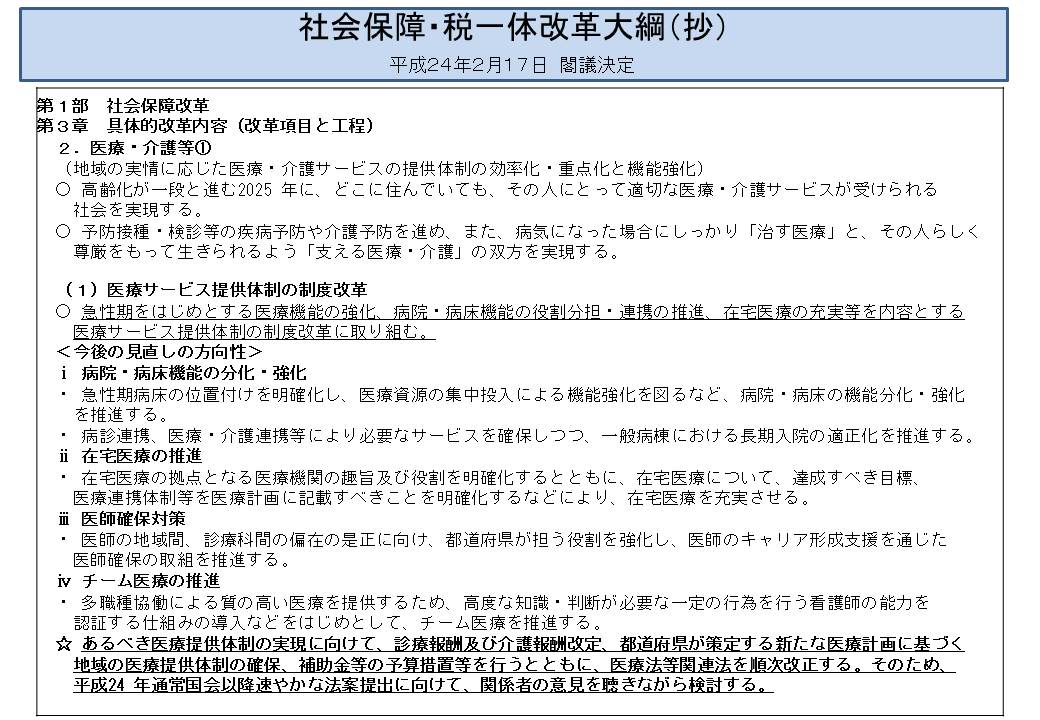 社会保障・税一体改革大綱（抄）
平成２４年２月１７日 閣議決定
第１部　社会保障改革
第３章　具体的改革内容（改革項目と工程）
２．医療・介護等①
（地域の実情に応じた医療・介護サービスの提供体制の効率化・重点化と機能強化）
○ 高齢化が一段と進む2025 年に、どこに住んでいても、その人にとって適切な医療・介護サービスが受けられる
社会を実現する。
○ 予防接種・検診等の疾病予防や介護予防を進め、また、病気になった場合にしっかり「治す医療」と、その人らしく
尊厳をもって生きられるよう「支える医療・介護」の双方を実現する。
（１）医療サービス提供体制の制度改革
○ 急性期をはじめとする医療機能の強化、病院・病床機能の役割分担・連携の推進、在宅医療の充実等を内容とする
医療サービス提供体制の制度改革に取り組む。
＜今後の見直しの方向性＞
ⅰ 病院・病床機能の分化・強化
・ 急性期病床の位置付けを明確化し、医療資源の集中投入による機能強化を図るなど、病院・病床の機能分化・強化
を推進する。
・ 病診連携、医療・介護連携等により必要なサービスを確保しつつ、一般病棟における長期入院の適正化を推進する。
ⅱ 在宅医療の推進
・ 在宅医療の拠点となる医療機関の趣旨及び役割を明確化するとともに、在宅医療について、達成すべき目標、
医療連携体制等を医療計画に記載すべきことを明確化するなどにより、在宅医療を充実させる。
ⅲ 医師確保対策
・ 医師の地域間、診療科間の偏在の是正に向け、都道府県が担う役割を強化し、医師のキャリア形成支援を通じた
医師確保の取組を推進する。
ⅳ チーム医療の推進
・ 多職種協働による質の高い医療を提供するため、高度な知識・判断が必要な一定の行為を行う看護師の能力を
認証する仕組みの導入などをはじめとして、チーム医療を推進する。
☆ あるべき医療提供体制の実現に向けて、診療報酬及び介護報酬改定、都道府県が策定する新たな医療計画に基づく
地域の医療提供体制の確保、補助金等の予算措置等を行うとともに、医療法等関連法を順次改正する。そのため、
平成24 年通常国会以降速やかな法案提出に向けて、関係者の意見を聴きながら検討する。